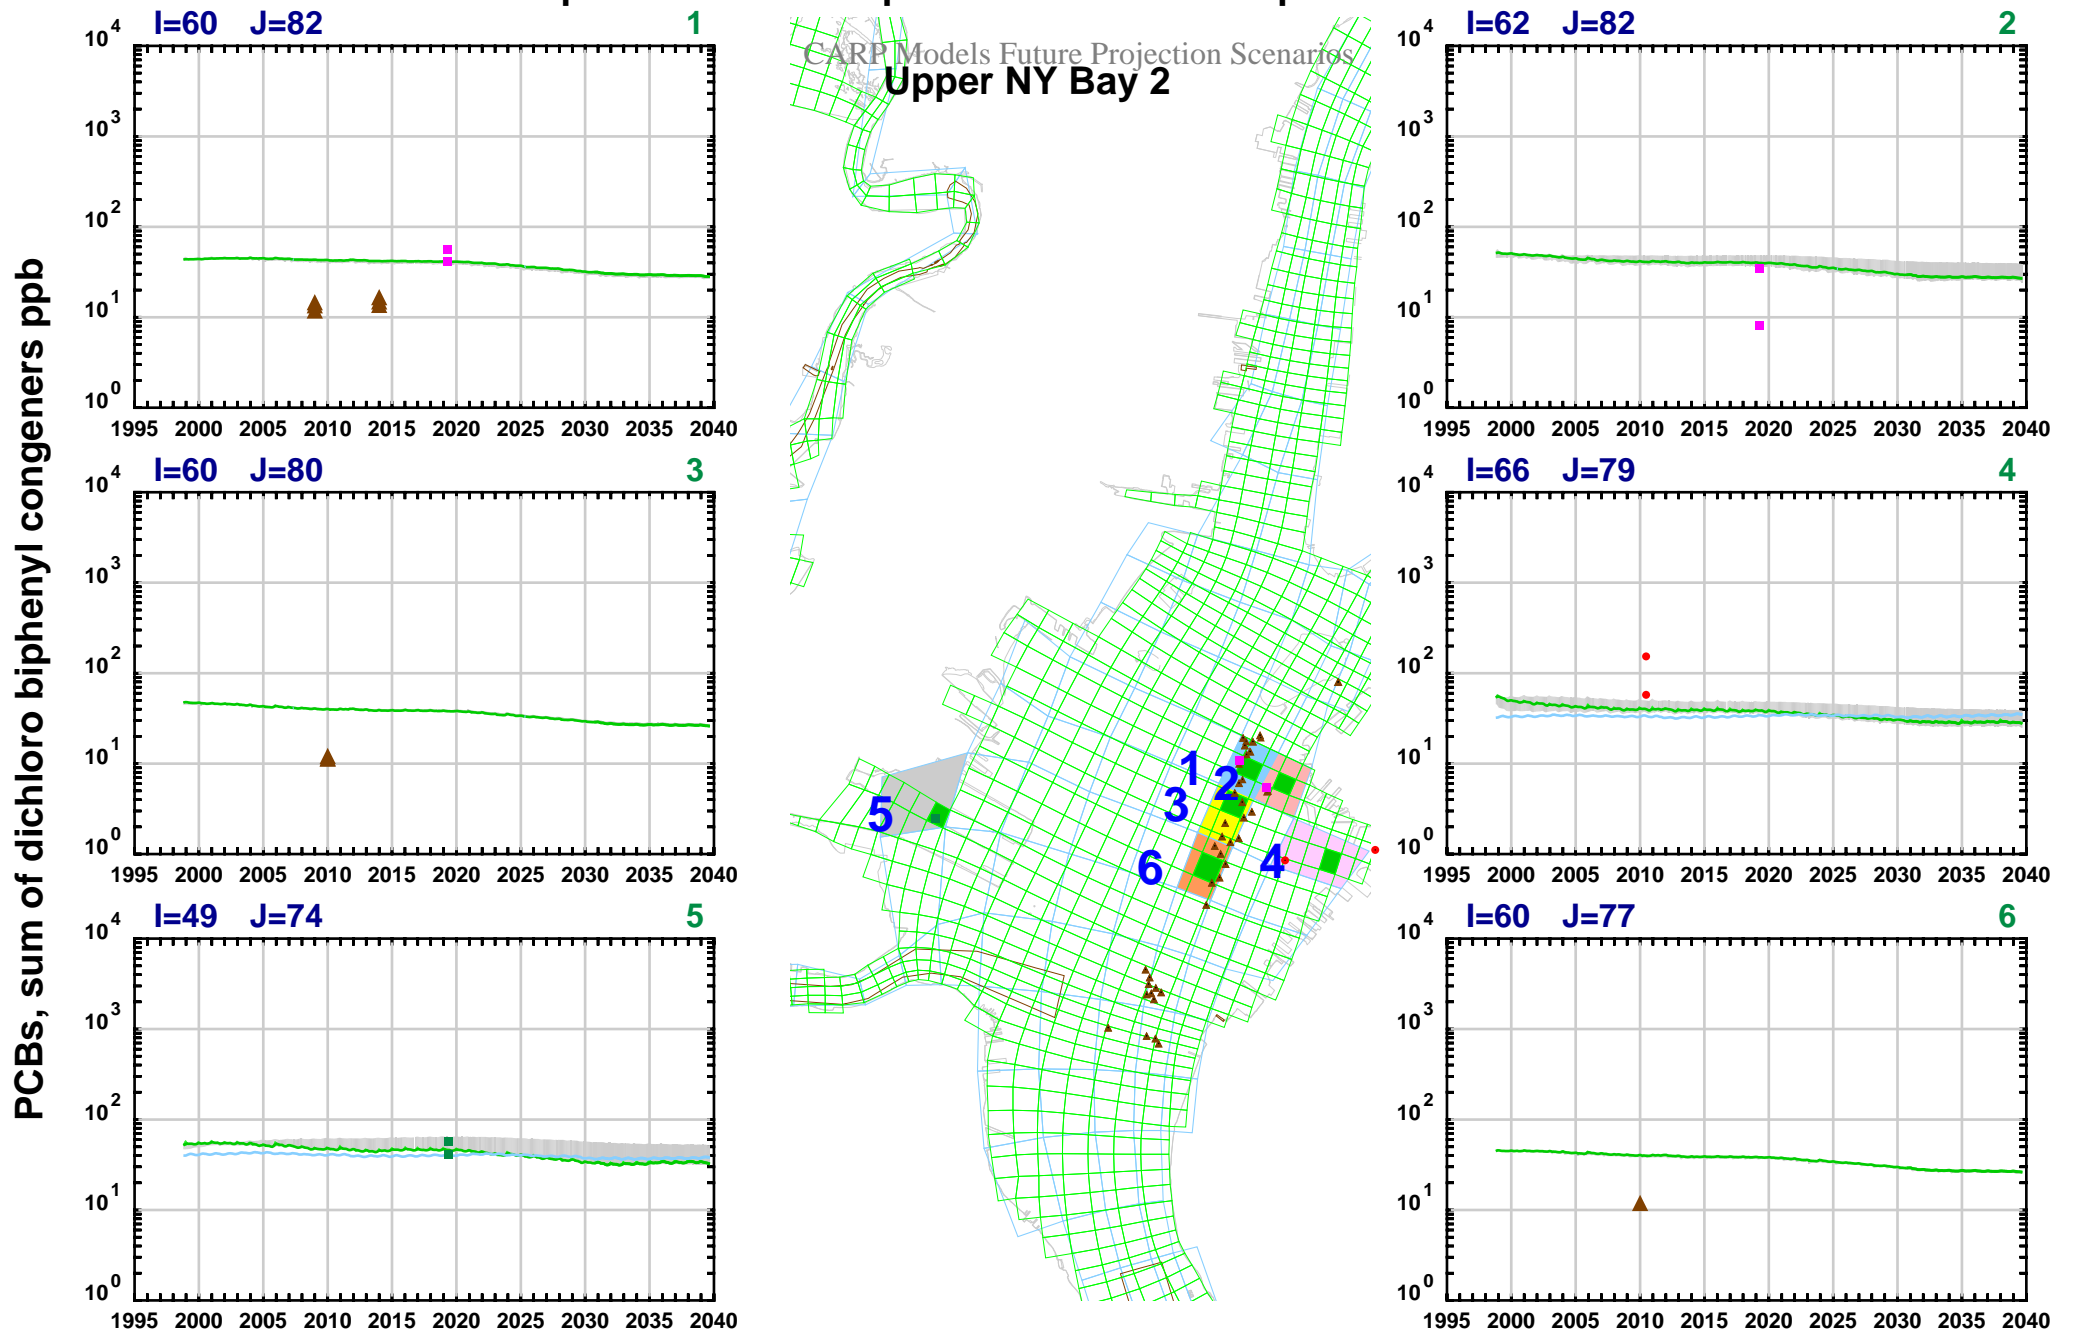 CARP Models Future Projection Scenarios
Upper NY Bay 2
PCBs, sum of dichloro biphenyl congeners ppb
I=60 J=82 1
10^4
10^3
10^2
10^1
10^0
1995 2000 2005 2010 2015 2020 2025 2030 2035 2040
I=62 J=82 2
10^4
10^3
10^2
10^1
10^0
1995 2000 2005 2010 2015 2020 2025 2030 2035 2040
I=60 J=80 3
10^4
10^3
10^2
10^1
10^0
1995 2000 2005 2010 2015 2020 2025 2030 2035 2040
I=66 J=79 4
10^4
10^3
10^2
10^1
10^0
1995 2000 2005 2010 2015 2020 2025 2030 2035 2040
I=49 J=74 5
10^4
10^3
10^2
10^1
10^0
1995 2000 2005 2010 2015 2020 2025 2030 2035 2040
I=60 J=77 6
10^4
10^3
10^2
10^1
10^0
1995 2000 2005 2010 2015 2020 2025 2030 2035 2040
1
2
3
5
6
4